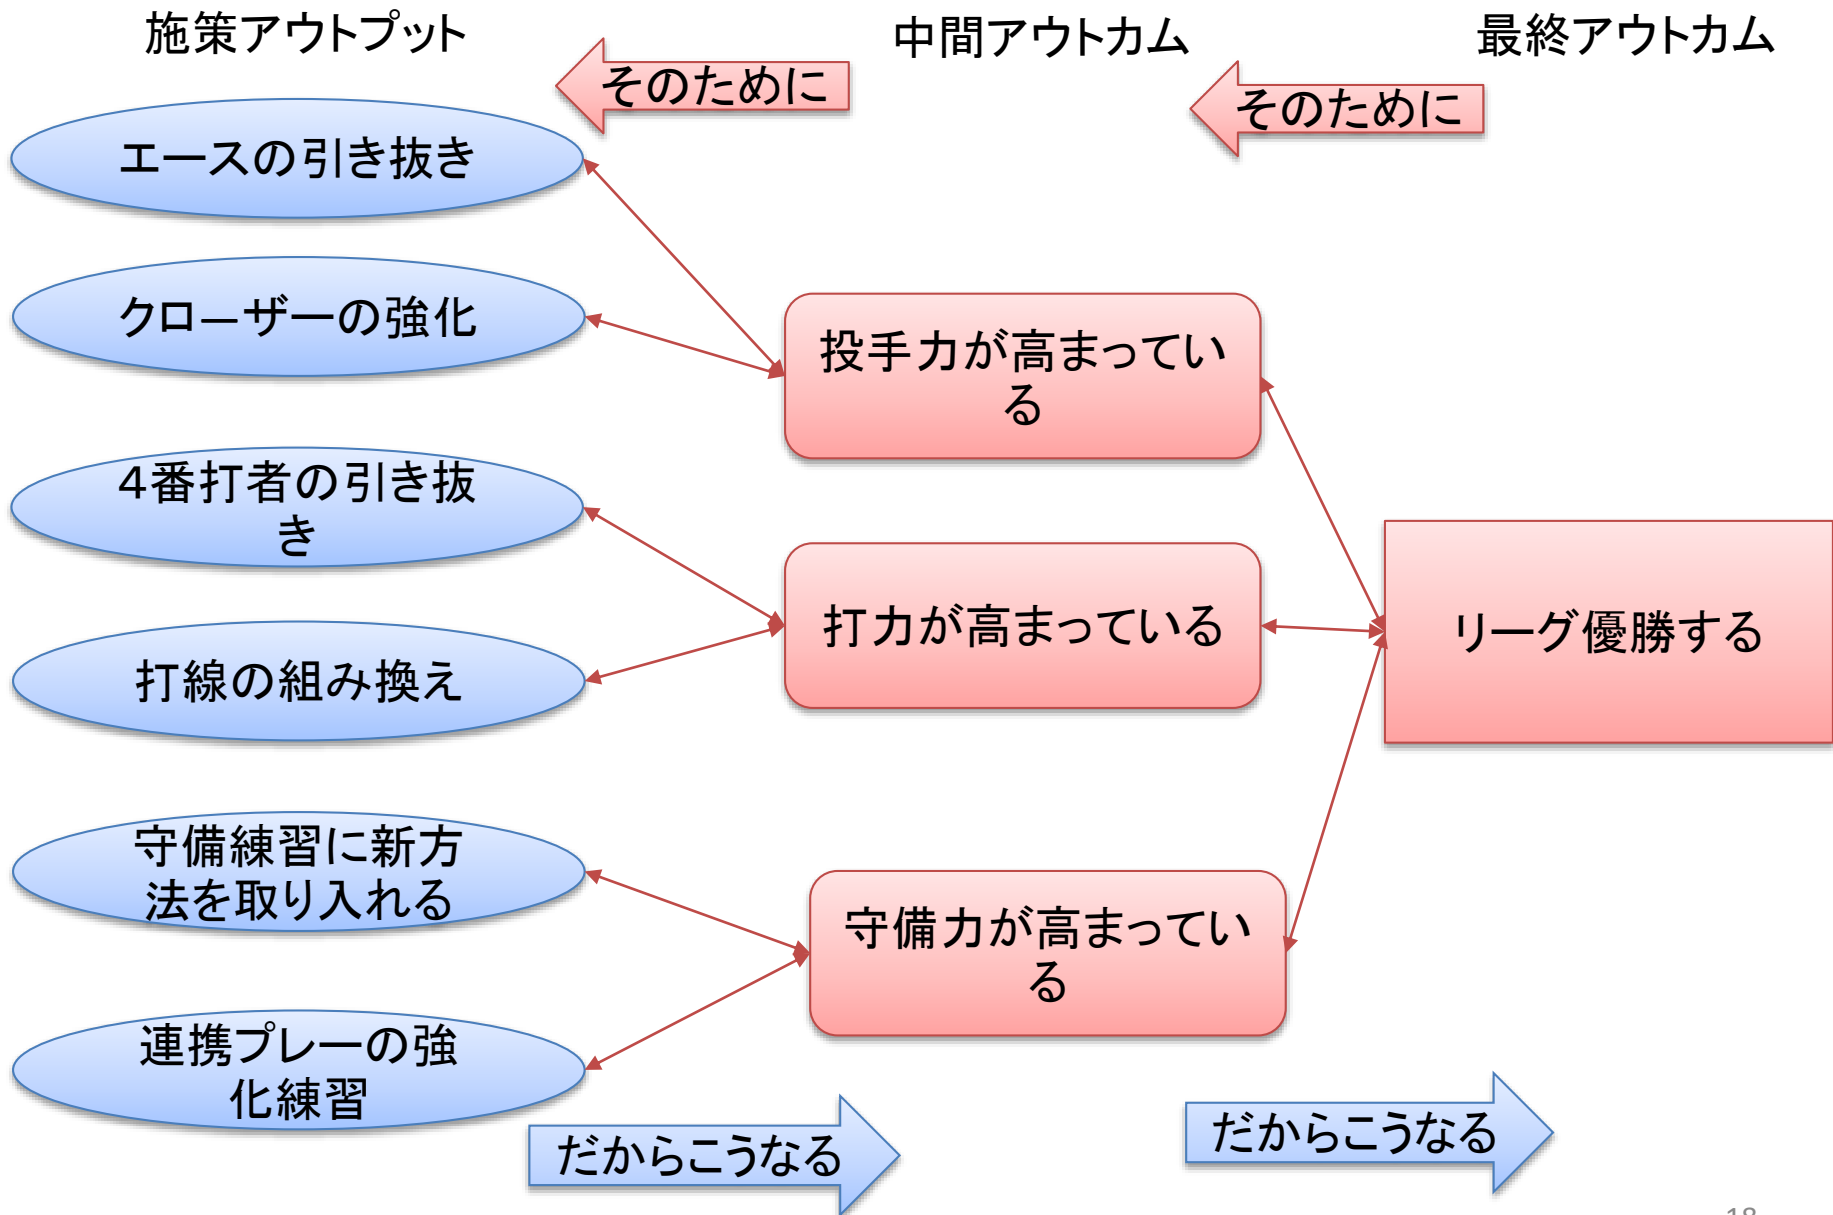 施策アウトプット
中間アウトカム
最終アウトカム
そのために
そのために
エースの引き抜き
クローザーの強化
４番打者の引き抜
き
打線の組み換え
守備練習に新方
法を取り入れる
連携プレーの強
化練習
投手力が高まってい
る
打力が高まっている
守備力が高まってい
る
リーグ優勝する
だからこうなる
だからこうなる
18